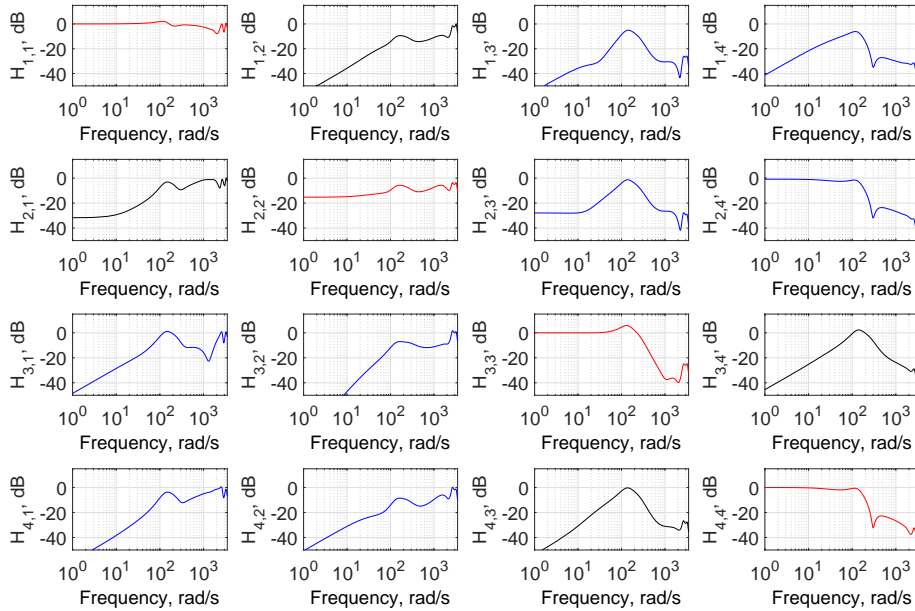 H1,1, dB
0
-20
-40
10^0 10^1 10^2 10^3
Frequency, rad/s
H1,2, dB
0
-20
-40
10^0 10^1 10^2 10^3
Frequency, rad/s
H1,3, dB
0
-20
-40
10^0 10^1 10^2 10^3
Frequency, rad/s
H1,4, dB
0
-20
-40
10^0 10^1 10^2 10^3
Frequency, rad/s
H2,1, dB
0
-20
-40
10^0 10^1 10^2 10^3
Frequency, rad/s
H2,2, dB
0
-20
-40
10^0 10^1 10^2 10^3
Frequency, rad/s
H2,3, dB
0
-20
-40
10^0 10^1 10^2 10^3
Frequency, rad/s
H2,4, dB
0
-20
-40
10^0 10^1 10^2 10^3
Frequency, rad/s
H3,1, dB
0
-20
-40
10^0 10^1 10^2 10^3
Frequency, rad/s
H3,2, dB
0
-20
-40
10^0 10^1 10^2 10^3
Frequency, rad/s
H3,3, dB
0
-20
-40
10^0 10^1 10^2 10^3
Frequency, rad/s
H3,4, dB
0
-20
-40
10^0 10^1 10^2 10^3
Frequency, rad/s
H4,1, dB
0
-20
-40
10^0 10^1 10^2 10^3
Frequency, rad/s
H4,2, dB
0
-20
-40
10^0 10^1 10^2 10^3
Frequency, rad/s
H4,3, dB
0
-20
-40
10^0 10^1 10^2 10^3
Frequency, rad/s
H4,4, dB
0
-20
-40
10^0 10^1 10^2 10^3
Frequency, rad/s